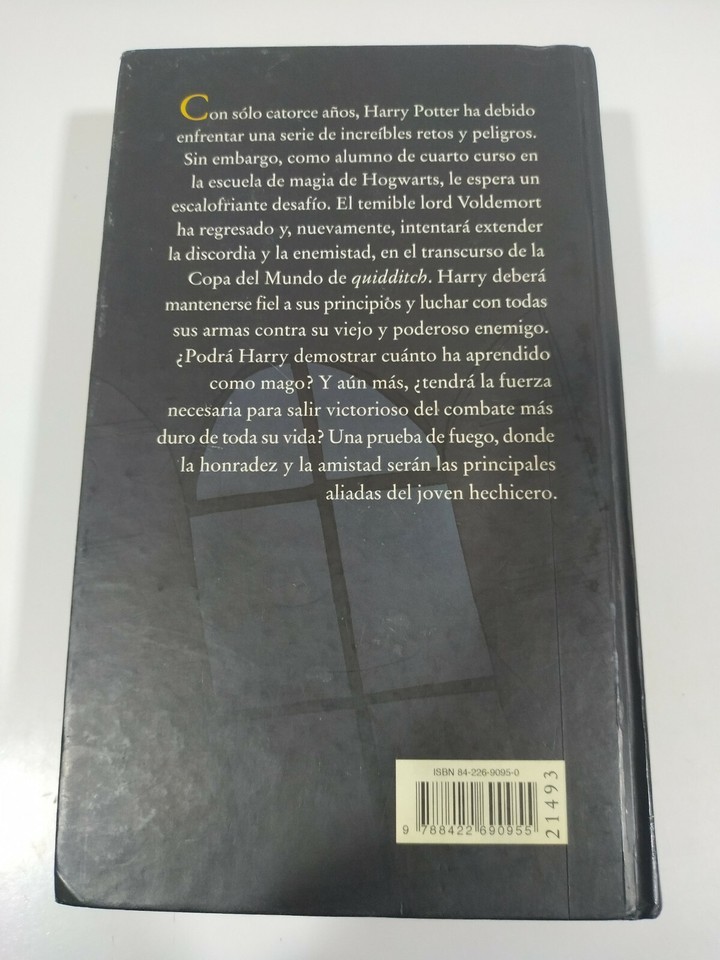 Con sólo catorce años, Harry Potter ha debido
enfrentar una serie de increíbles retos y peligros.
Sin embargo, como alumno de cuarto curso en
la escuela de magia de Hogwarts, le espera un
escalofriante desafío. El temible lord Voldemort
ha regresado y, nuevamente, intentará extender
la discordia y la enemistad, en el transcurso de la
Copa del Mundo de quidditch. Harry deberá
mantenerse fiel a sus principios y luchar con todas
sus armas contra su viejo y poderoso enemigo.
¿Podrá Harry demostrar cuánto ha aprendido
como mago? Y aún más, ¿tendrá la fuerza
necesaria para salir victorioso del combate más
duro de toda su vida? Una prueba de fuego, donde
la honradez y la amistad serán las principales
aliadas del joven hechicero.
ISBN 84-226-9095-0
9 788422 690955
21493